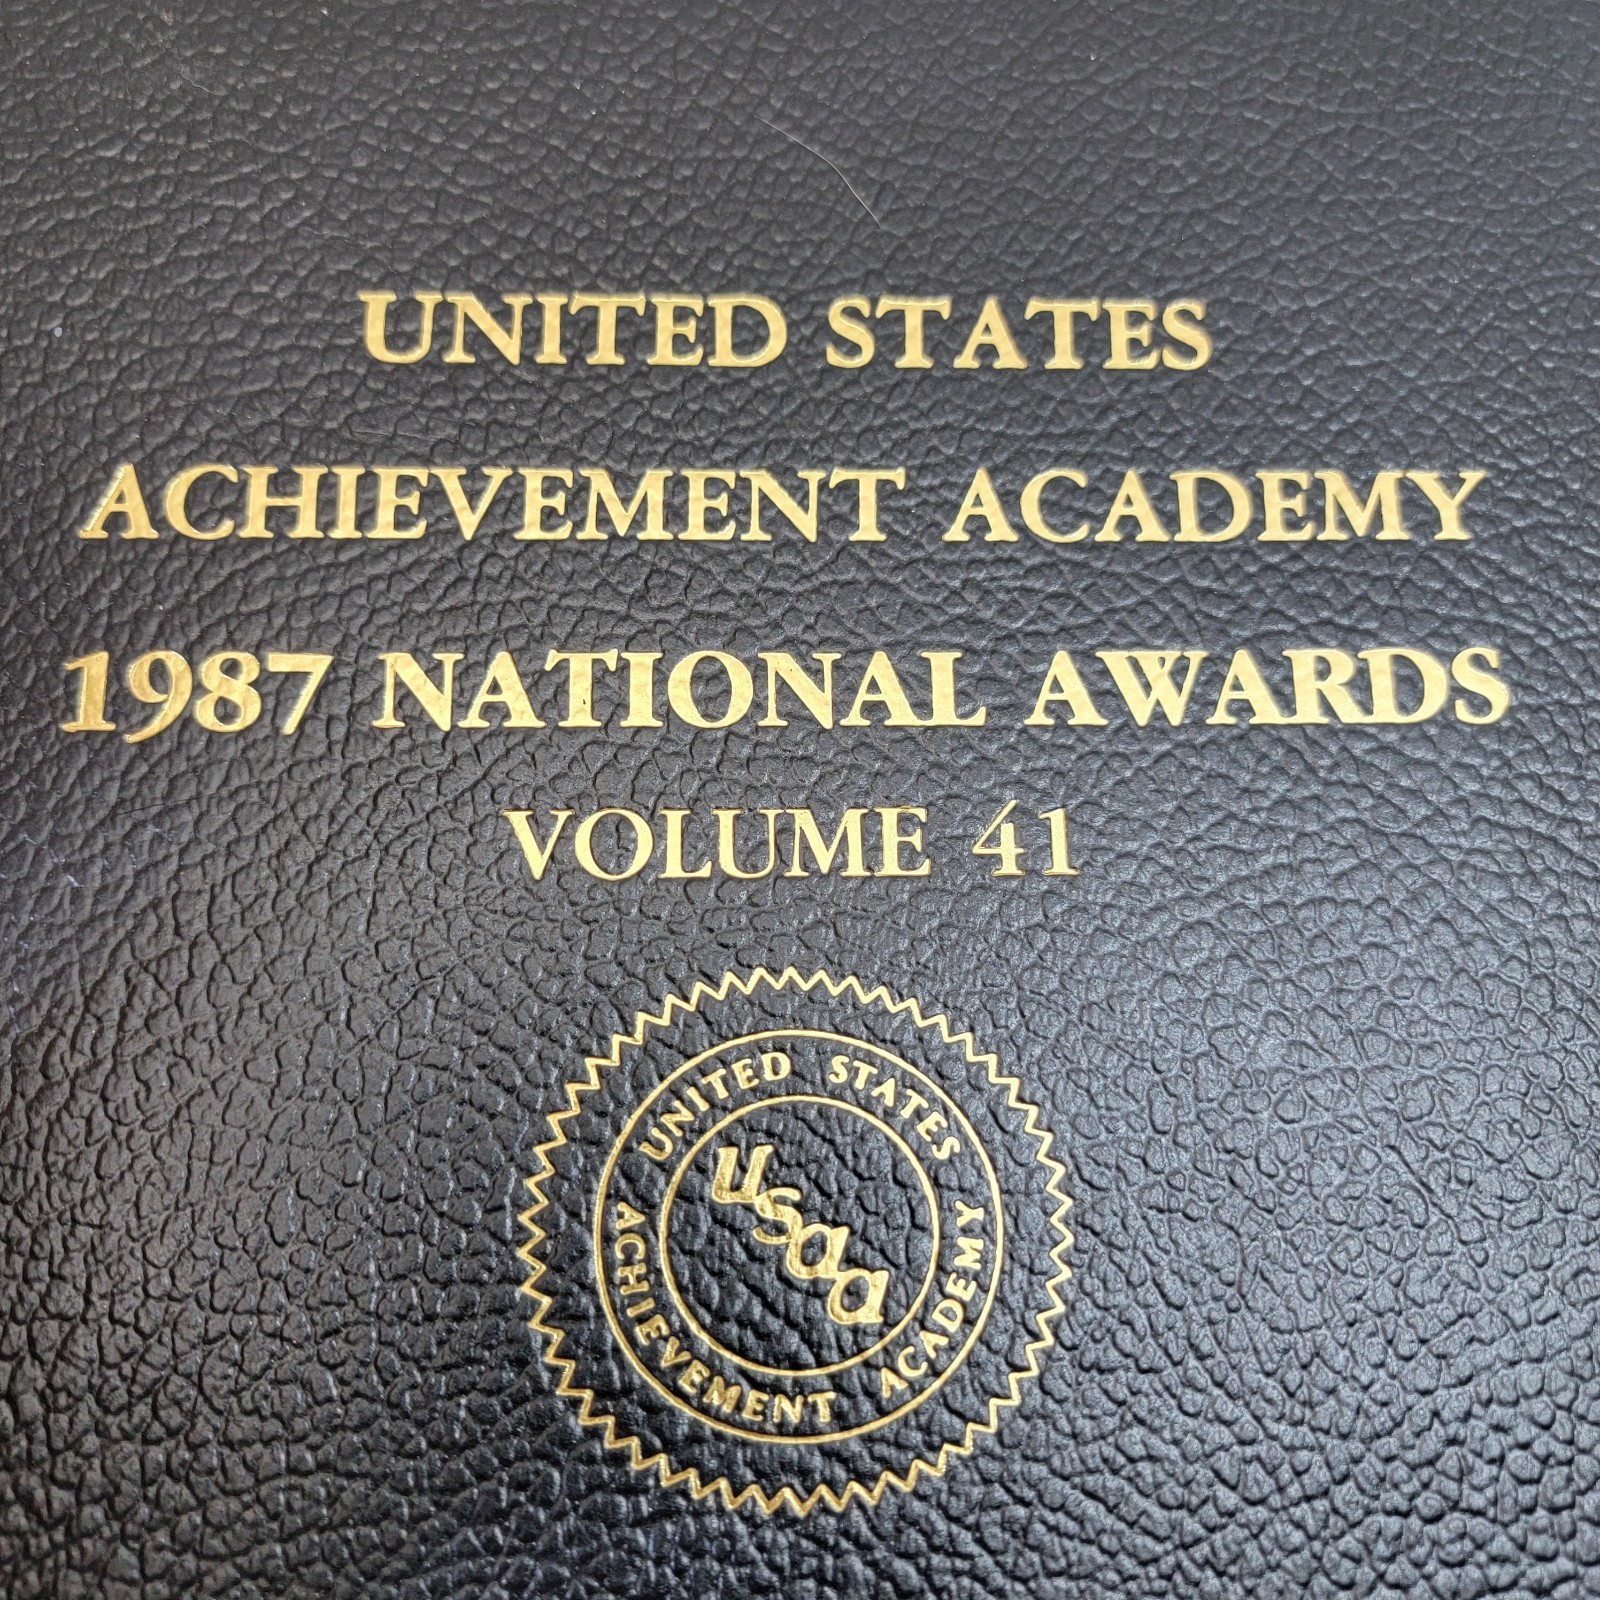 UNITED STATES
ACHIEVEMENT ACADEMY
1987 NATIONAL AWARDS
VOLUME 41
UNITED STATES
usaa
ACHIEVEMENT ACADEMY